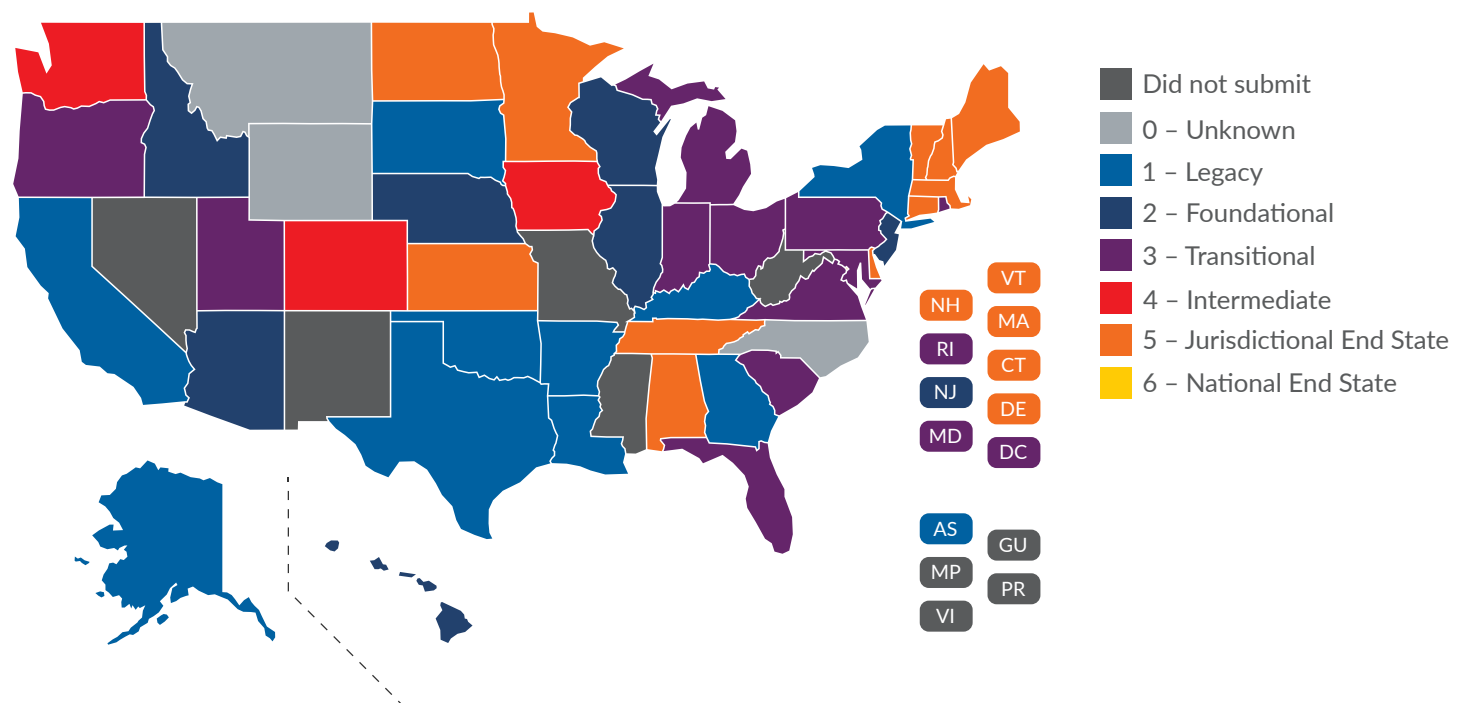 Did not submit
0 – Unknown
1 – Legacy
2 – Foundational
3 – Transitional
4 – Intermediate
5 – Jurisdictional End State
6 – National End State
VT
NH
MA
RI
CT
NJ
DE
MD
DC
AS
GU
MP
PR
VI